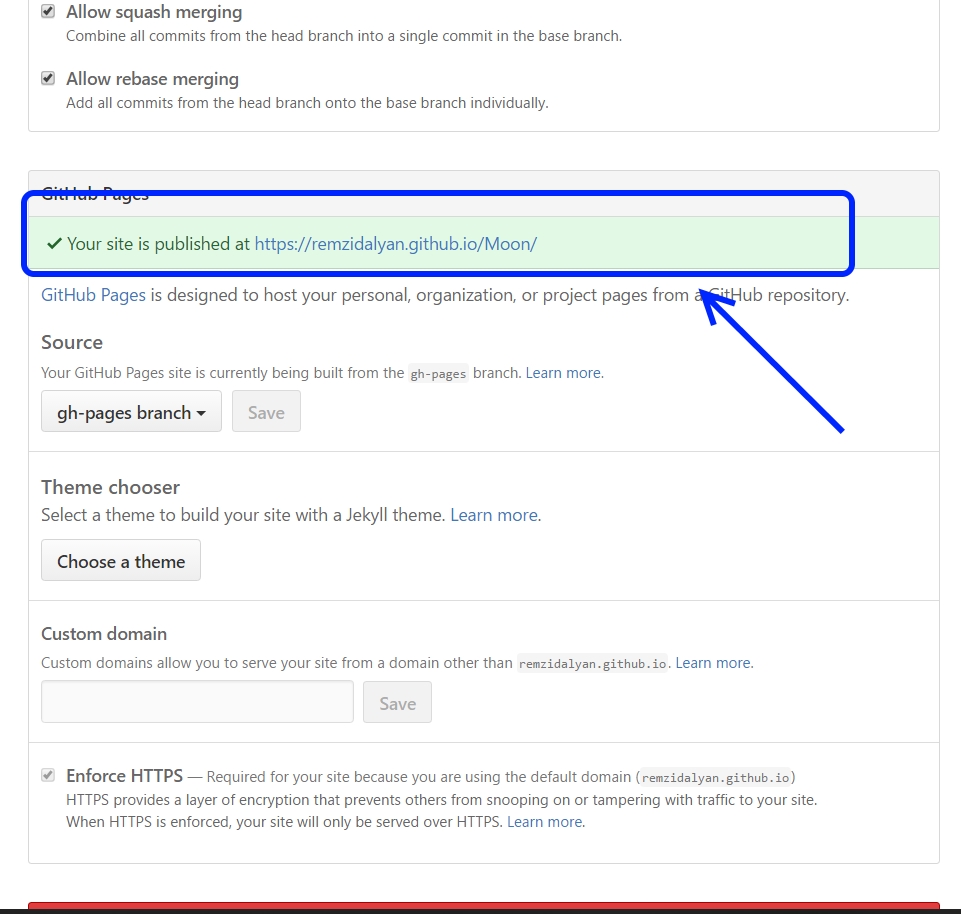 Allow squash merging
Combine all commits from the head branch into a single commit in the base branch.
Allow rebase merging
Add all commits from the head branch onto the base branch individually.
GitHub Pages
Your site is published at https://remzidalyan.github.io/Moon/
GitHub Pages is designed to host your personal, organization, or project pages from a GitHub repository.
Source
Your GitHub Pages site is currently being built from the gh-pages branch. Learn more.
gh-pages branch Save
Theme chooser
Select a theme to build your site with a Jekyll theme. Learn more.
Choose a theme
Custom domain
Custom domains allow you to serve your site from a domain other than remzidalyan.github.io. Learn more.
Save
Enforce HTTPS — Required for your site because you are using the default domain (remzidalyan.github.io)
HTTPS provides a layer of encryption that prevents others from snooping on or tampering with traffic to your site.
When HTTPS is enforced, your site will only be served over HTTPS. Learn more.